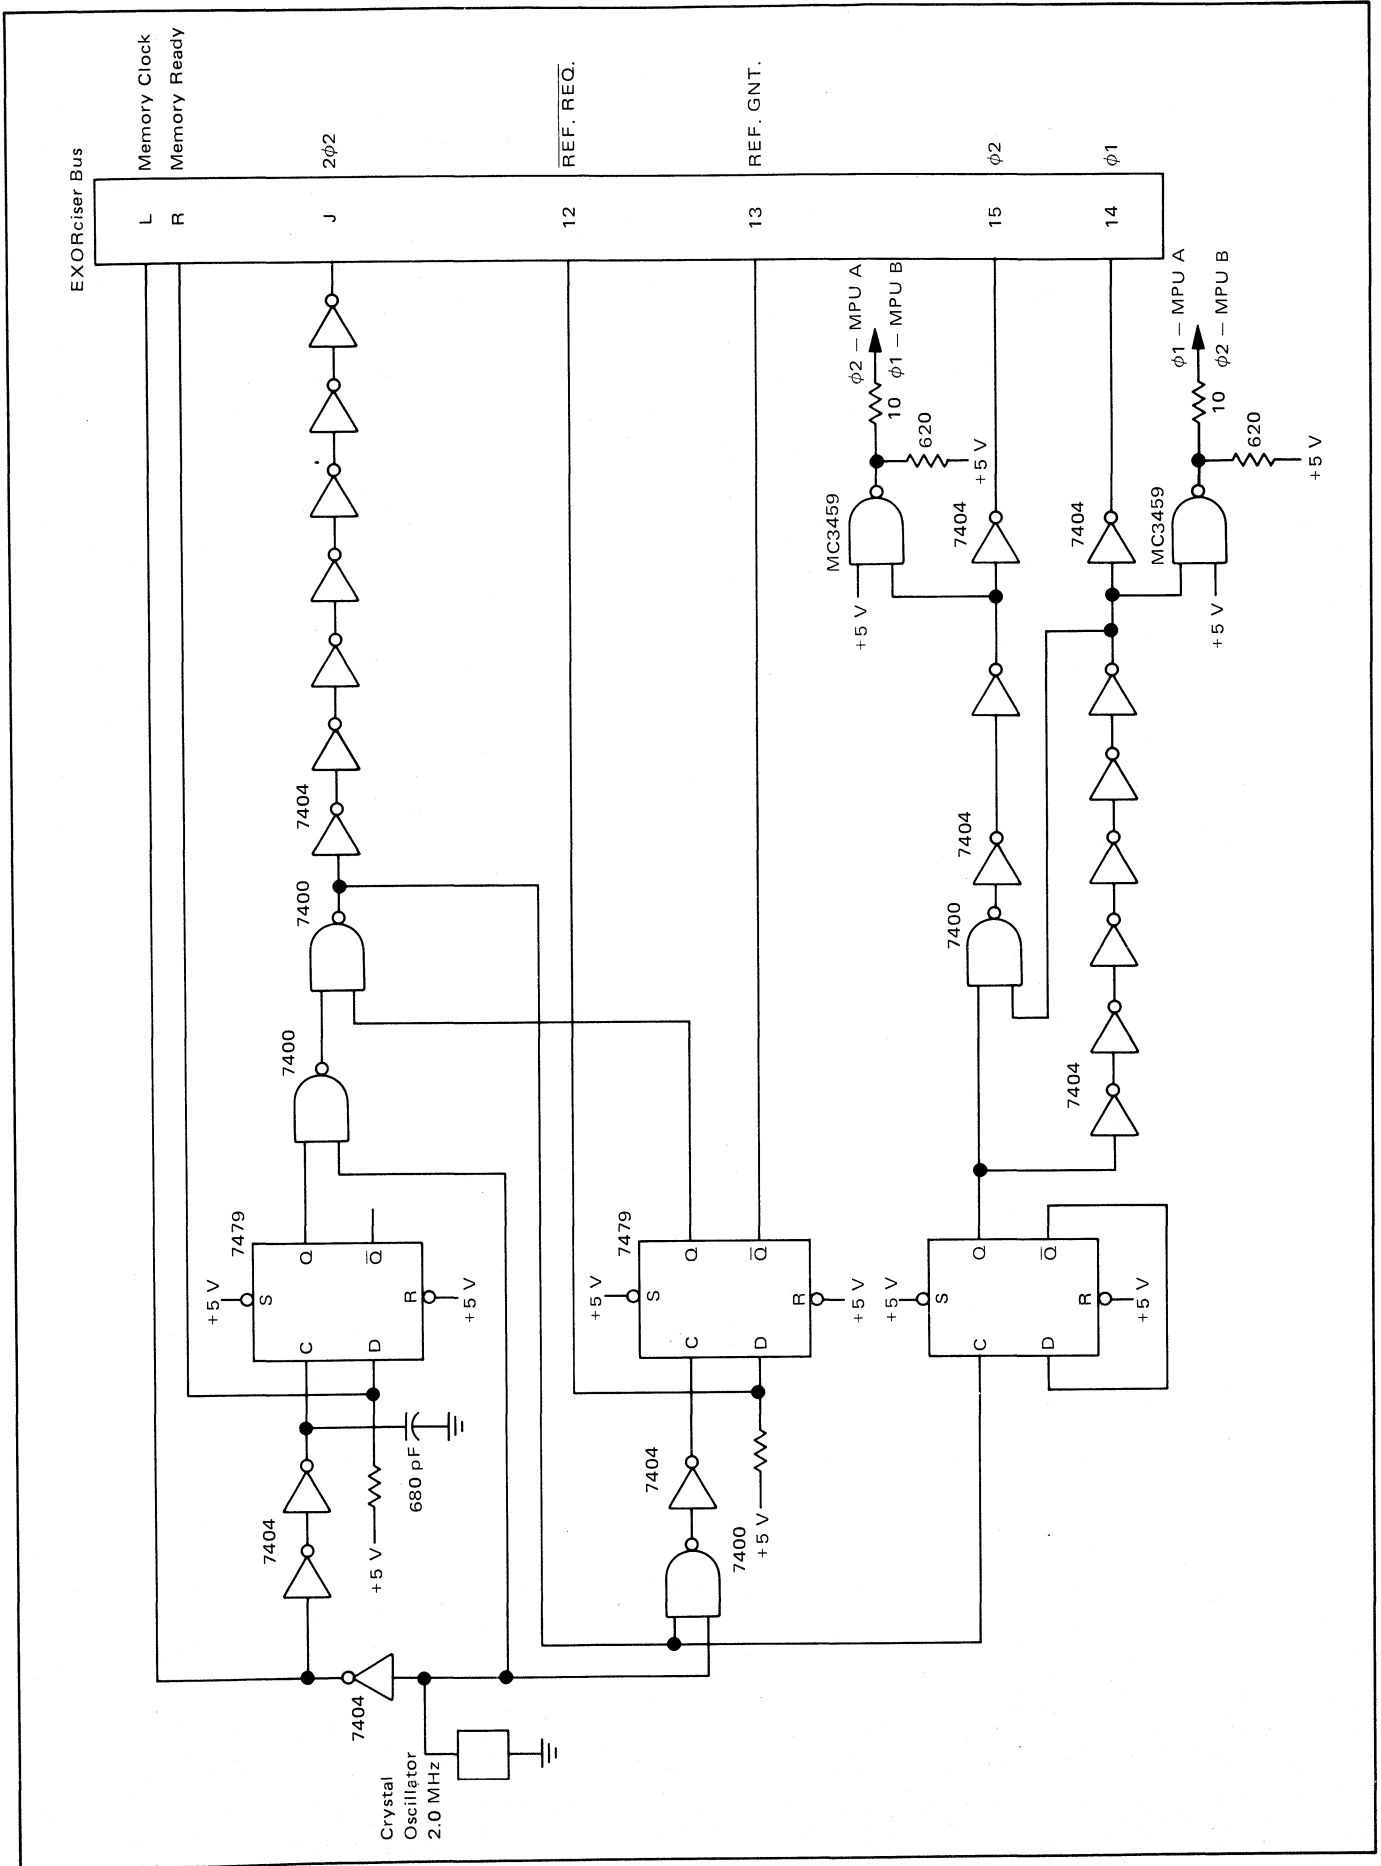 EXORciser Bus
L
Memory Clock
R
Memory Ready
J
2ϕ2
12
REF. REQ.
13
REF. GNT.
15
ϕ2
14
ϕ1
7404
7400
7400
7479
+5 V
S
Q
Q
R
+5 V
C
D
680 pF
+5 V
7404
7404
Crystal
Oscillator
2.0 MHz
7479
+5 V
S
Q
Q
R
+5 V
C
D
7404
7400
+5 V
MC3459
+5 V
ϕ2 – MPU A
10
ϕ1 – MPU B
620
+5 V
7404
7404
7400
+5 V
S
Q
Q
R
+5 V
C
D
7404
7404
MC3459
+5 V
ϕ1 – MPU A
10
ϕ2 – MPU B
620
+5 V